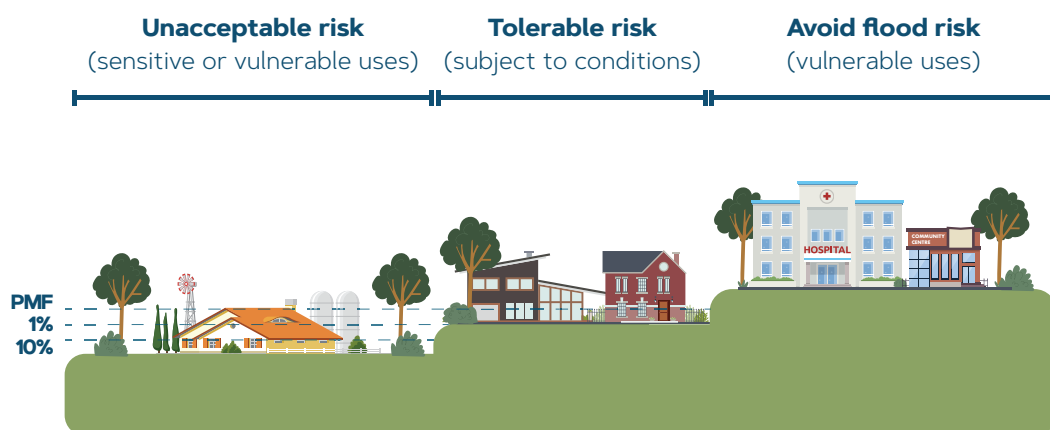 Unacceptable risk
(sensitive or vulnerable uses)
Tolerable risk
(subject to conditions)
Avoid flood risk
(vulnerable uses)
PMF
1%
10%
HOSPITAL
COMMUNITY
CENTRE